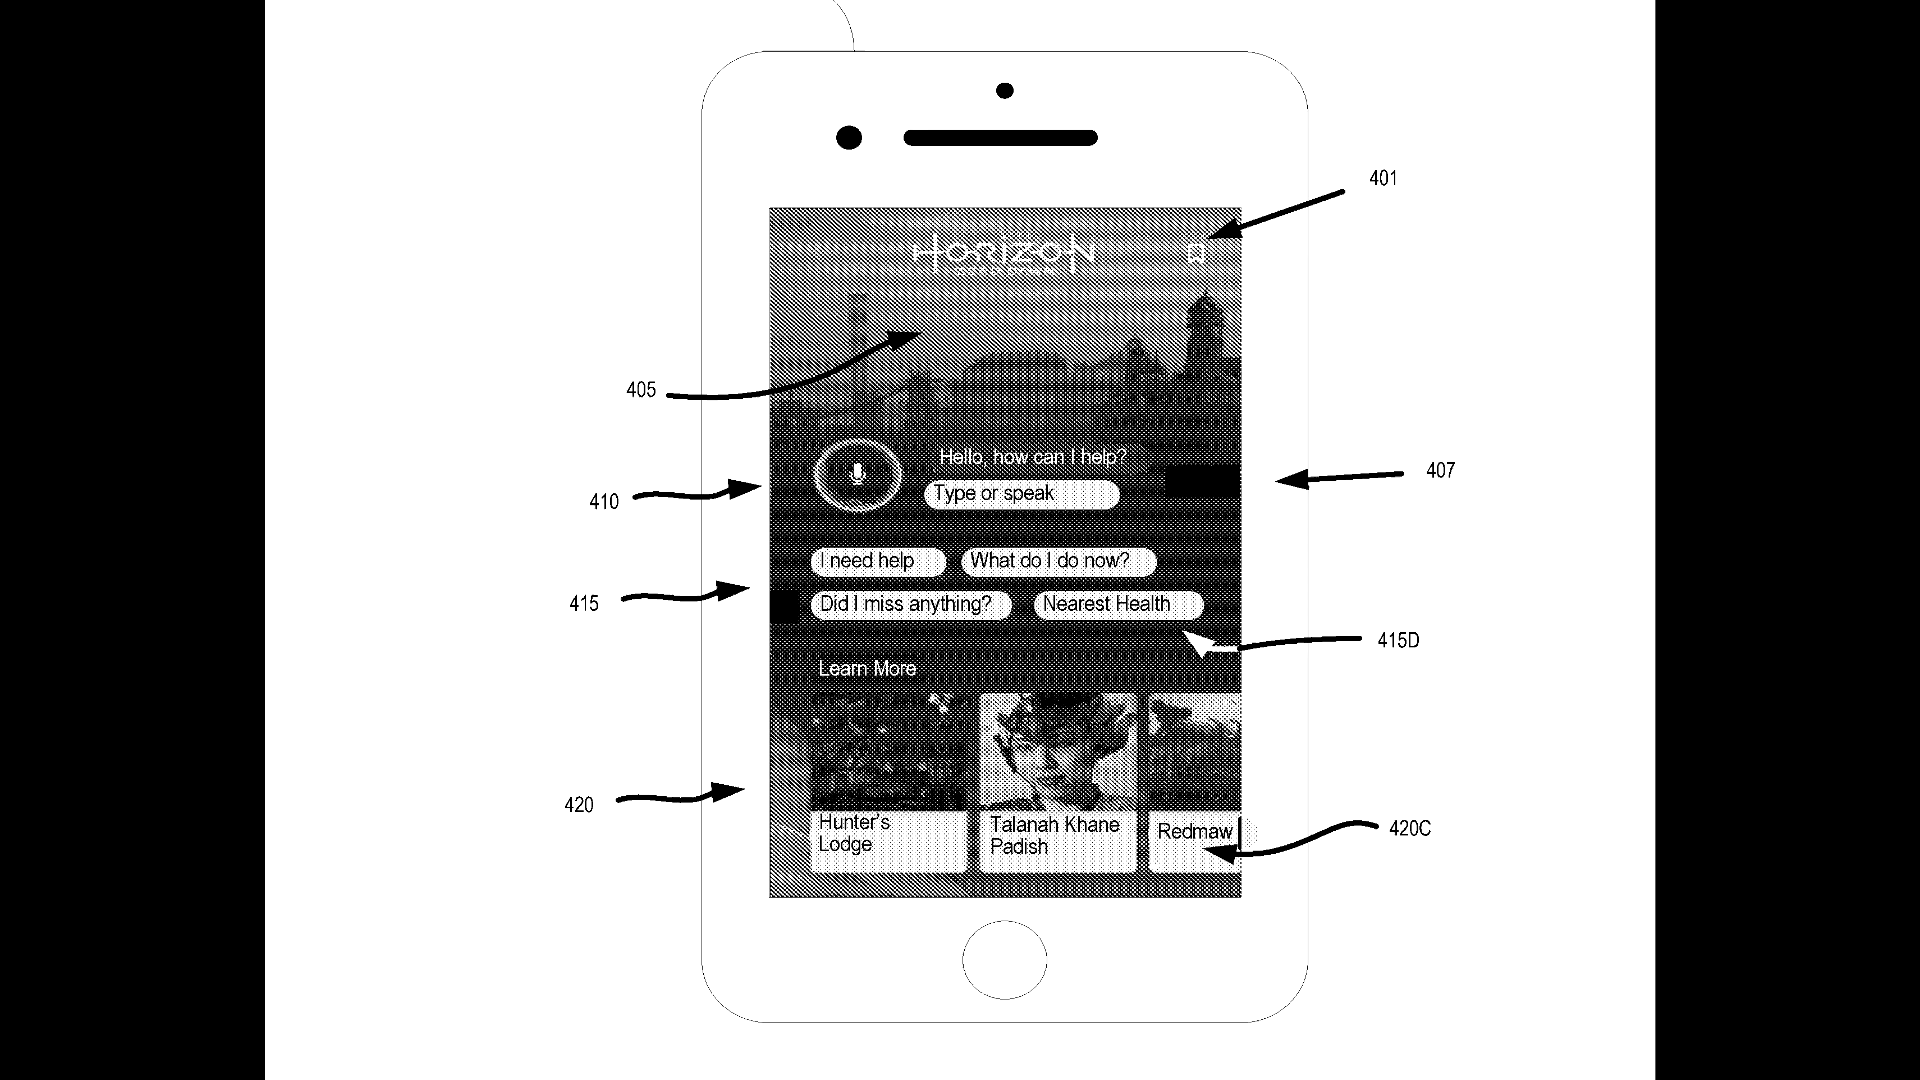 401
HORIZON
405
Hello, how can I help?
407
Type or speak
410
I need help
What do I do now?
415
Did I miss anything?
Nearest Health
415D
Learn More
420
Hunter's
Lodge
Talanah Khane
Padish
Redmaw
420C